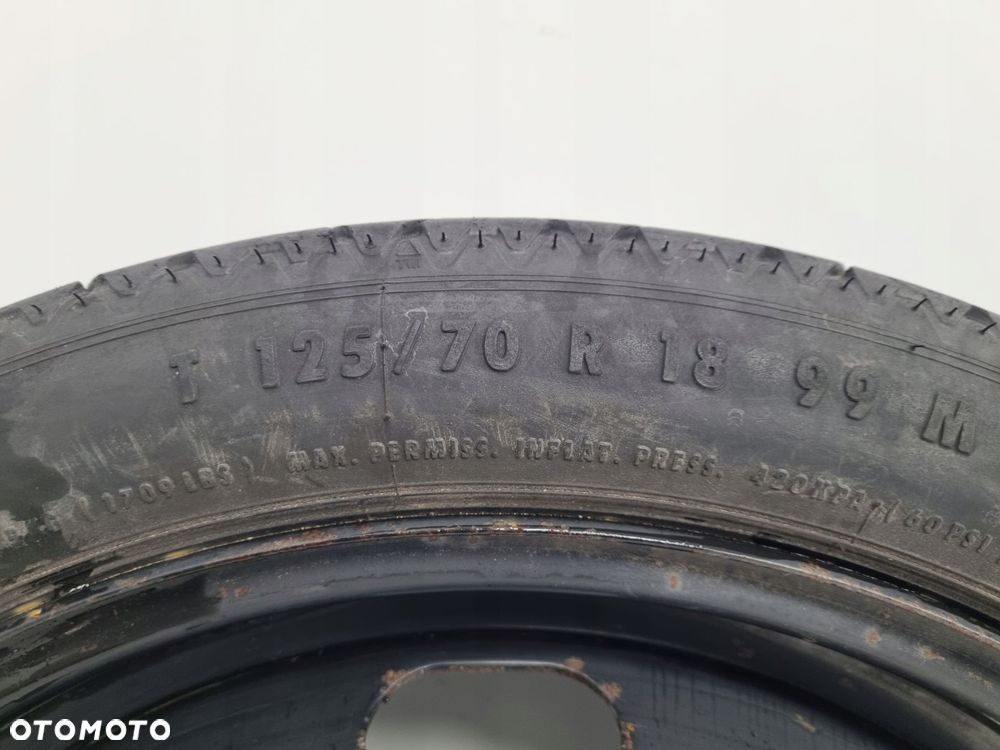 T 125/70 R 18 99 M
( 1709 LBS ) MAX. PERMISS. INFLAT. PRESS. 420 KPA ( 60 PSI
OTOMOTO